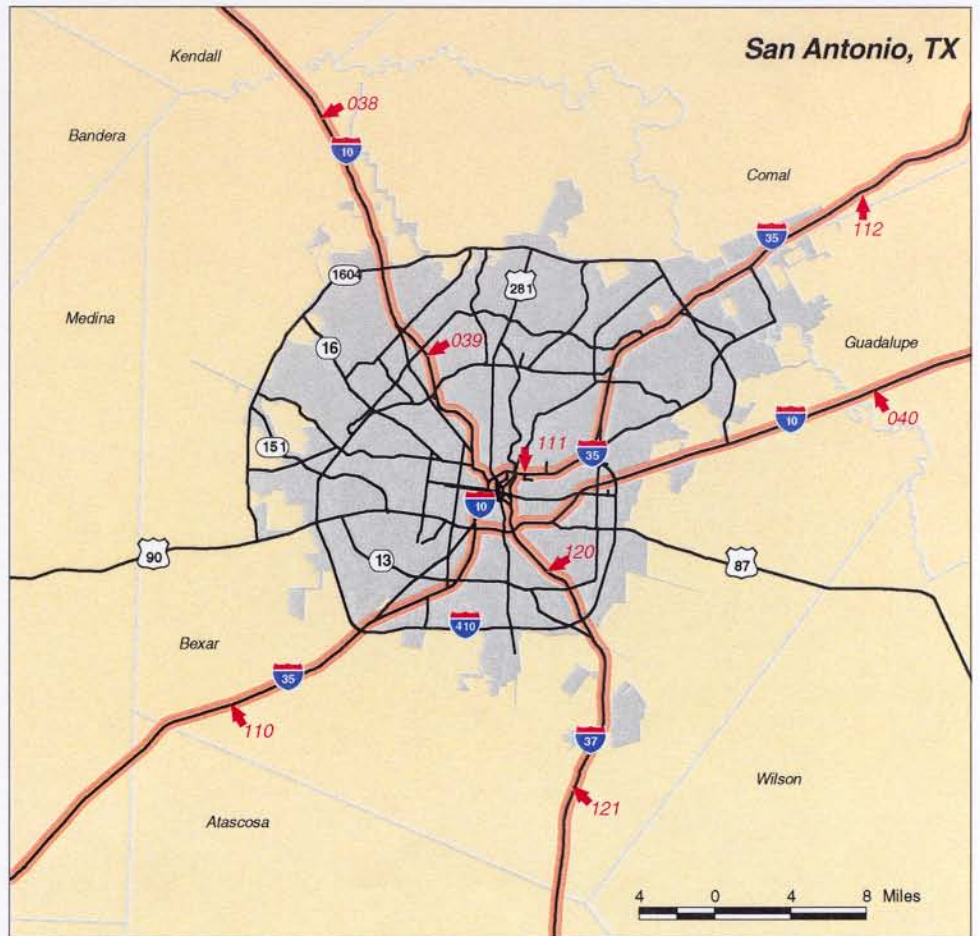 San Antonio, TX
Kendall
038
Bandera
10
Comal
112
35
1604
281
Medina
16
039
Guadalupe
040
10
151
111
35
10
90
13
120
87
410
Bexar
35
110
37
Wilson
121
Atascosa
4 0 4 8 Miles